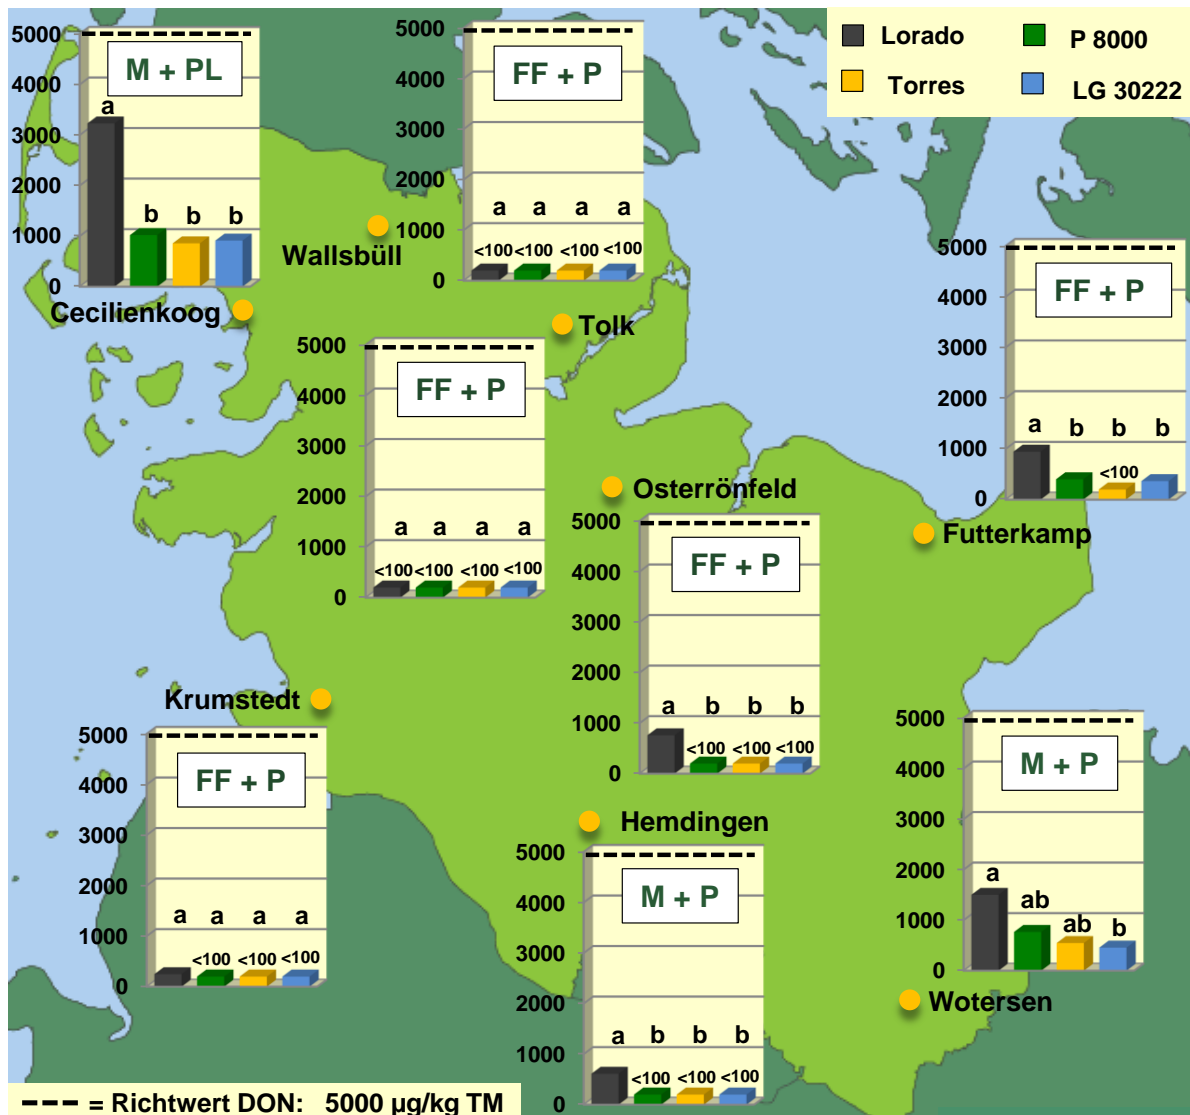 Lorado
P 8000
Torres
LG 30222
5000
4000
3000
2000
1000
0
M + PL
a
b
b
b
Cecilienkoog
5000
4000
3000
2000
1000
0
FF + P
a a a a
<100 <100 <100 <100
Wallsbüll
Tolk
5000
4000
3000
2000
1000
0
FF + P
a b b b
<100
Futterkamp
5000
4000
3000
2000
1000
0
FF + P
a a a a
<100 <100 <100 <100
Osterrönfeld
5000
4000
3000
2000
1000
0
FF + P
a b b b
<100 <100 <100
Krumstedt
5000
4000
3000
2000
1000
0
FF + P
a a a a
<100 <100 <100
Hemdingen
5000
4000
3000
2000
1000
0
M + P
a b b b
<100 <100 <100
5000
4000
3000
2000
1000
0
M + P
a
ab
ab
b
Wotersen
---- = Richtwert DON: 5000 µg/kg TM